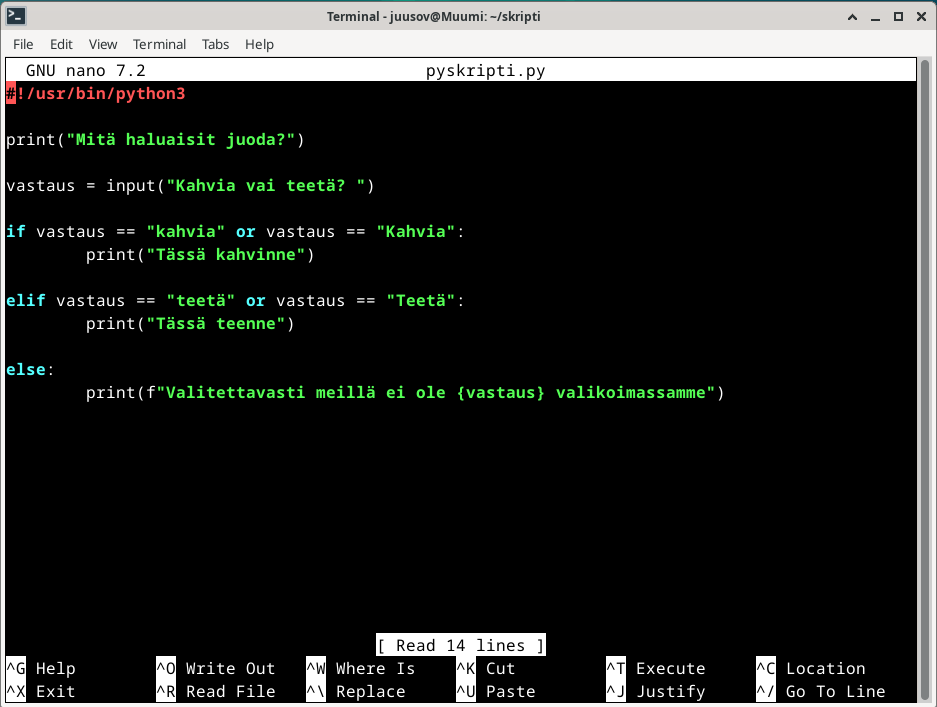 Terminal - juusov@Muumi: ~/skripti
File Edit View Terminal Tabs Help
GNU nano 7.2 pyskripti.py
#!/usr/bin/python3
print("Mitä haluaisit juoda?")
vastaus = input("Kahvia vai teetä? ")
if vastaus == "kahvia" or vastaus == "Kahvia":
        print("Tässä kahvinne")
elif vastaus == "teetä" or vastaus == "Teetä":
        print("Tässä teenne")
else:
        print(f"Valitettavasti meillä ei ole {vastaus} valikoimassamme")
[ Read 14 lines ]
^G Help ^O Write Out ^W Where Is ^K Cut ^T Execute ^C Location
^X Exit ^R Read File ^\ Replace ^U Paste ^J Justify ^/ Go To Line